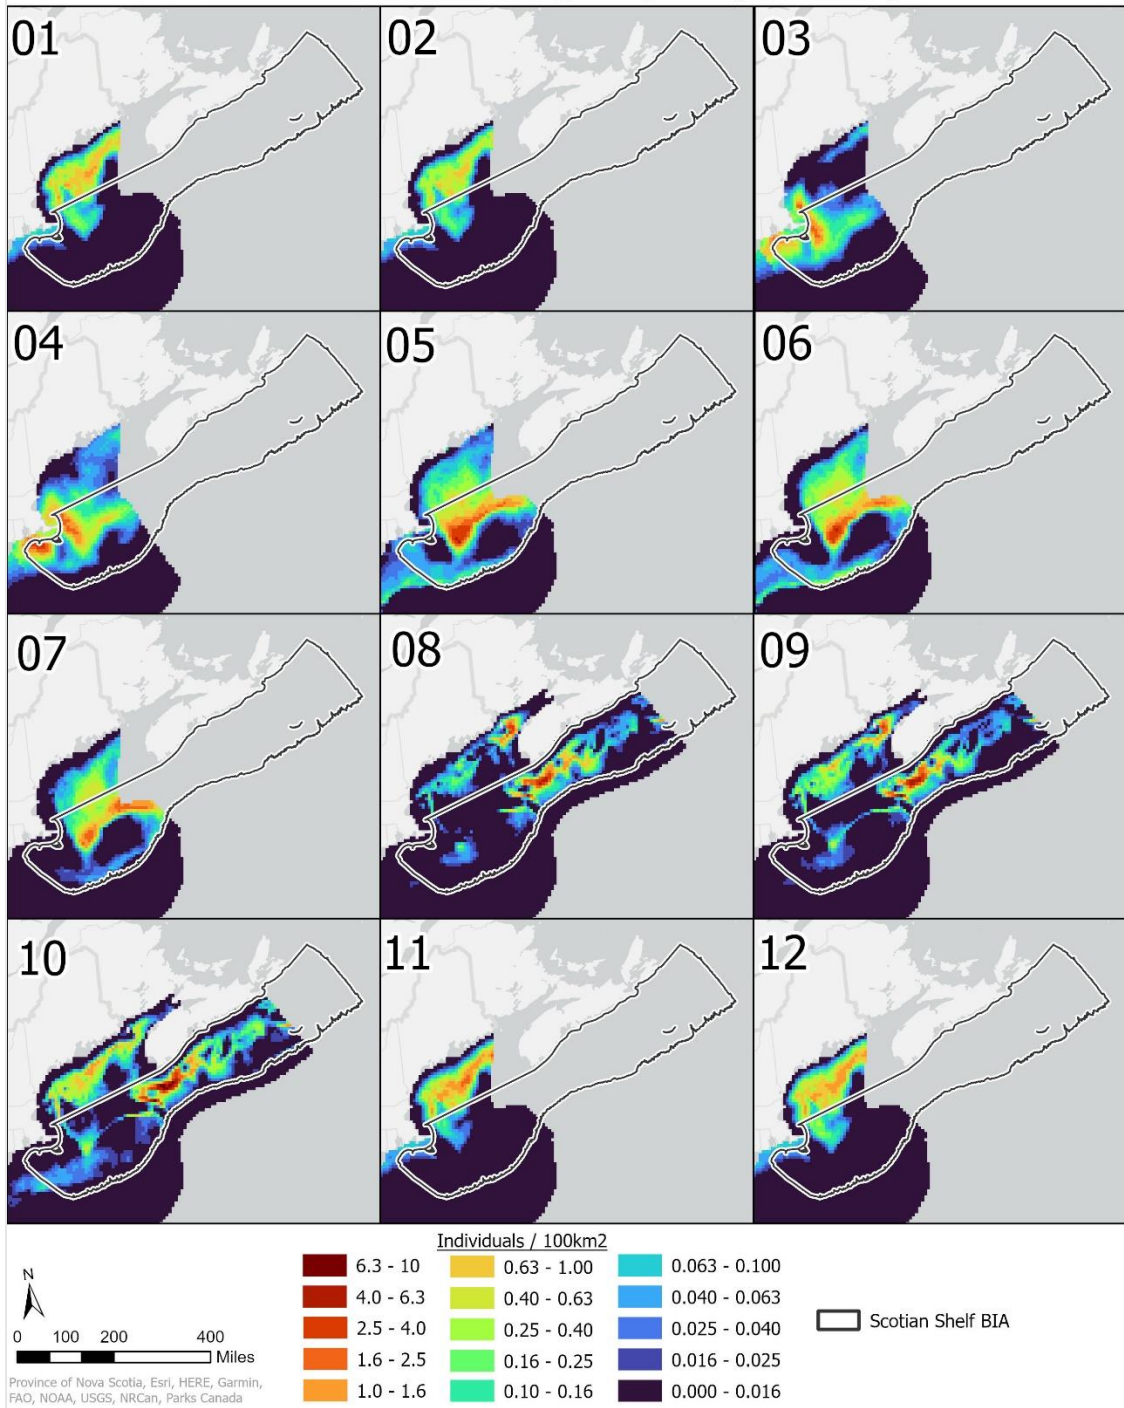 01
02
03
04
05
06
07
08
09
10
11
12
Individuals / 100km2
6.3 - 10
4.0 - 6.3
2.5 - 4.0
1.6 - 2.5
1.0 - 1.6
0.63 - 1.00
0.40 - 0.63
0.25 - 0.40
0.16 - 0.25
0.10 - 0.16
0.063 - 0.100
0.040 - 0.063
0.025 - 0.040
0.016 - 0.025
0.000 - 0.016
Scotian Shelf BIA
N
0 100 200 400
Miles
Province of Nova Scotia, Esri, HERE, Garmin,
FAO, NOAA, USGS, NRCan, Parks Canada